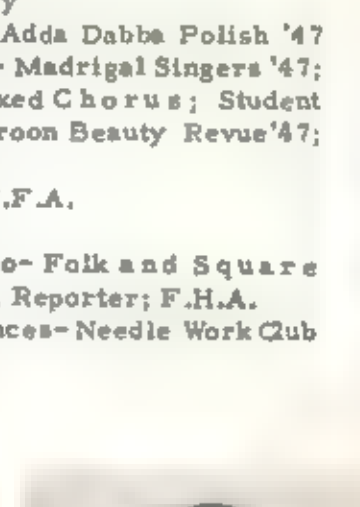 y
Adda Dabba Polish '47
Madrigal Singers '47;
xed Chorus; Student
roon Beauty Revue '47;
.F.A.
o- Folk and Square
Reporter; F.H.A.
ces- Needle Work Club